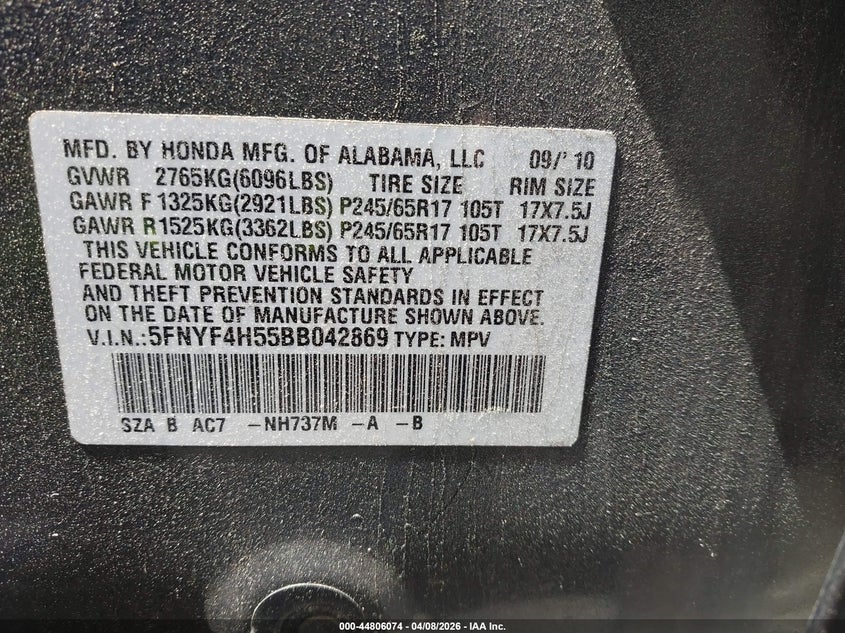 MFD. BY HONDA MFG. OF ALABAMA, LLC 09/' 10
GVWR 2765KG(6096LBS) TIRE SIZE RIM SIZE
GAWR F 1325KG(2921LBS) P245/65R17 105T 17X7.5J
GAWR R1525KG(3362LBS) P245/65R17 105T 17X7.5J
THIS VEHICLE CONFORMS TO ALL APPLICABLE
FEDERAL MOTOR VEHICLE SAFETY
AND THEFT PREVENTION STANDARDS IN EFFECT
ON THE DATE OF MANUFACTURE SHOWN ABOVE.
V.I.N.:5FNYF4H55BB042869 TYPE: MPV
SZA B AC7 -NH737M -A -B
000-44806074 - 04/08/2026 - IAA Inc.